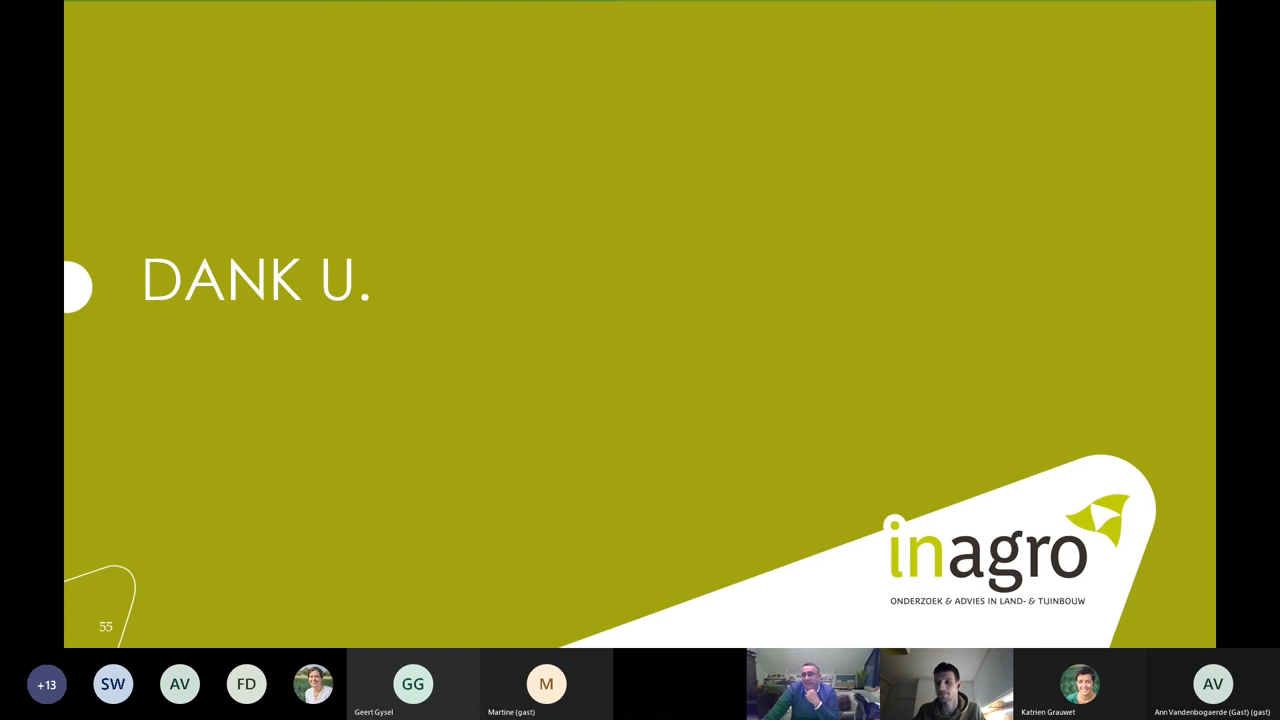 DANK U.
inagro
ONDERZOEK & ADVIES IN LAND- & TUINBOUW
55
+13
SW
AV
FD
GG
Geert Gysel
M
Martine (gast)
Katrien Grauwet
AV
Ann Vandenbogaerde (Gast) (gast)